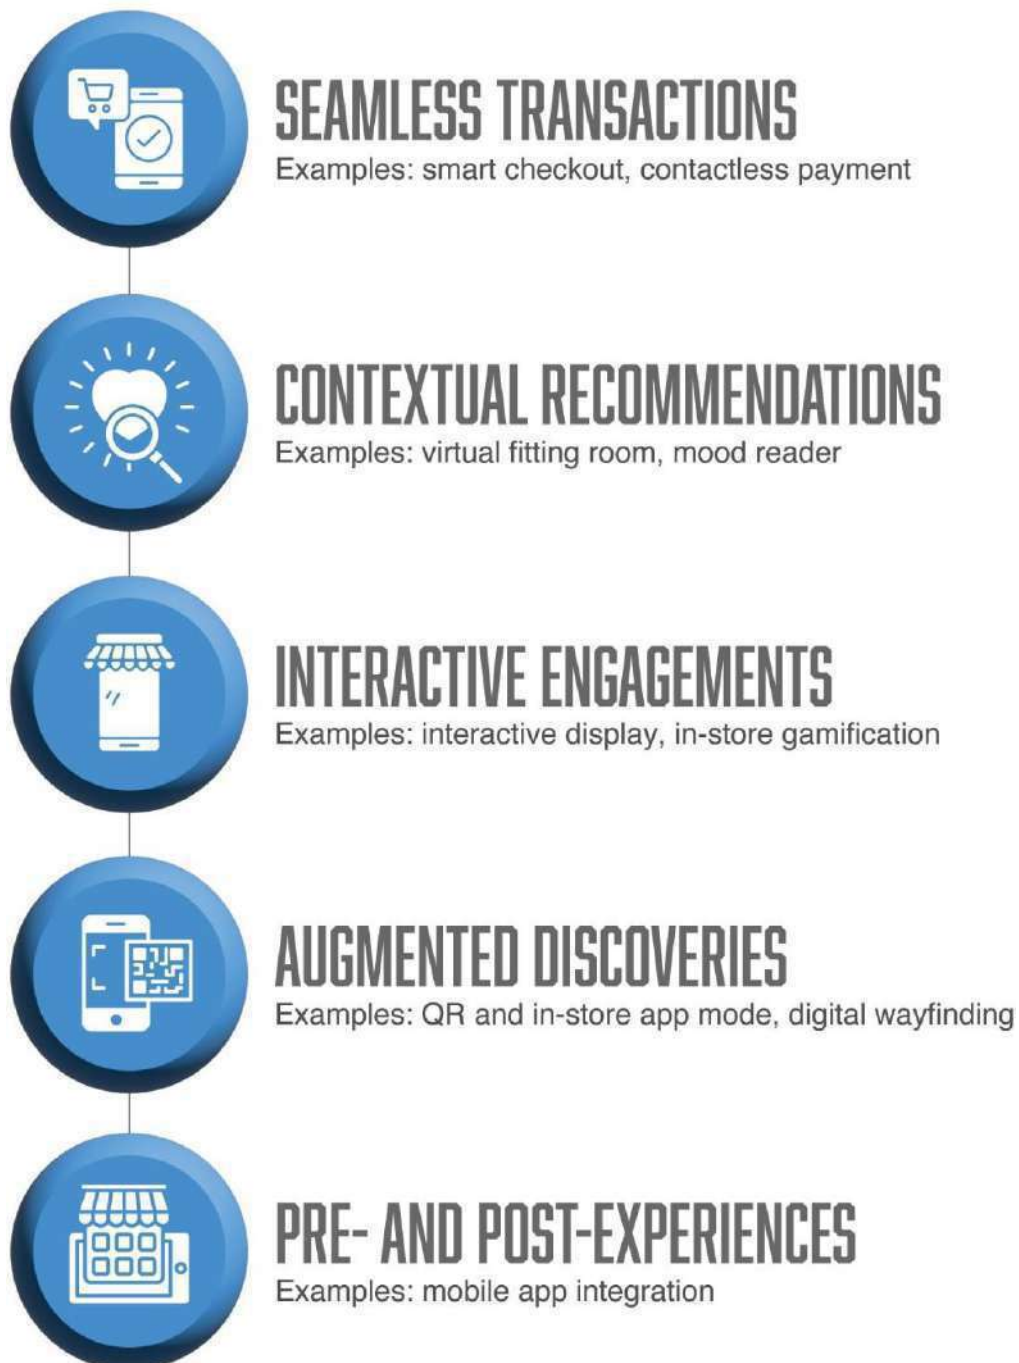 SEAMLESS TRANSACTIONS
Examples: smart checkout, contactless payment
CONTEXTUAL RECOMMENDATIONS
Examples: virtual fitting room, mood reader
INTERACTIVE ENGAGEMENTS
Examples: interactive display, in-store gamification
AUGMENTED DISCOVERIES
Examples: QR and in-store app mode, digital wayfinding
PRE- AND POST-EXPERIENCES
Examples: mobile app integration